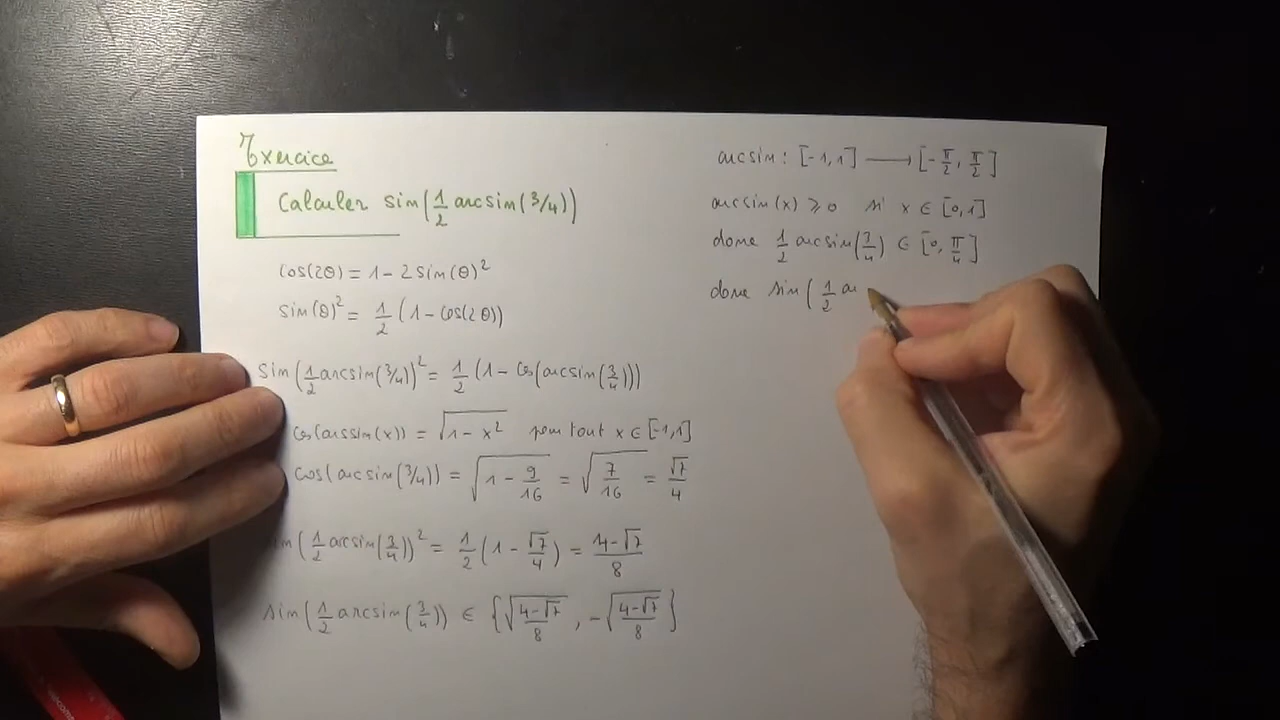 Exercice
Calculer sin(1/2 arcsin(3/4))
cos(2θ) = 1 - 2 sin(θ)²
sin(θ)² = 1/2 (1 - cos(2θ))
sin(1/2 arcsin(3/4))² = 1/2 (1 - cos(arcsin(3/4)))
cos(arcsin(x)) = √(1 - x²) pour tout x ∈ [-1,1]
cos(arcsin(3/4)) = √(1 - 9/16) = √(7/16) = √7/4
sin(1/2 arcsin(3/4))² = 1/2 (1 - √7/4) = (4-√7)/8
sin(1/2 arcsin(3/4)) ∈ {√((4-√7)/8), -√((4-√7)/8)}
arcsin : [-1,1] ⟶ [-π/2, π/2]
arcsin(x) ⩾ 0 si x ∈ [0,1]
donc 1/2 arcsin(3/4) ∈ [0, π/4]
donc sin(1/2 ar